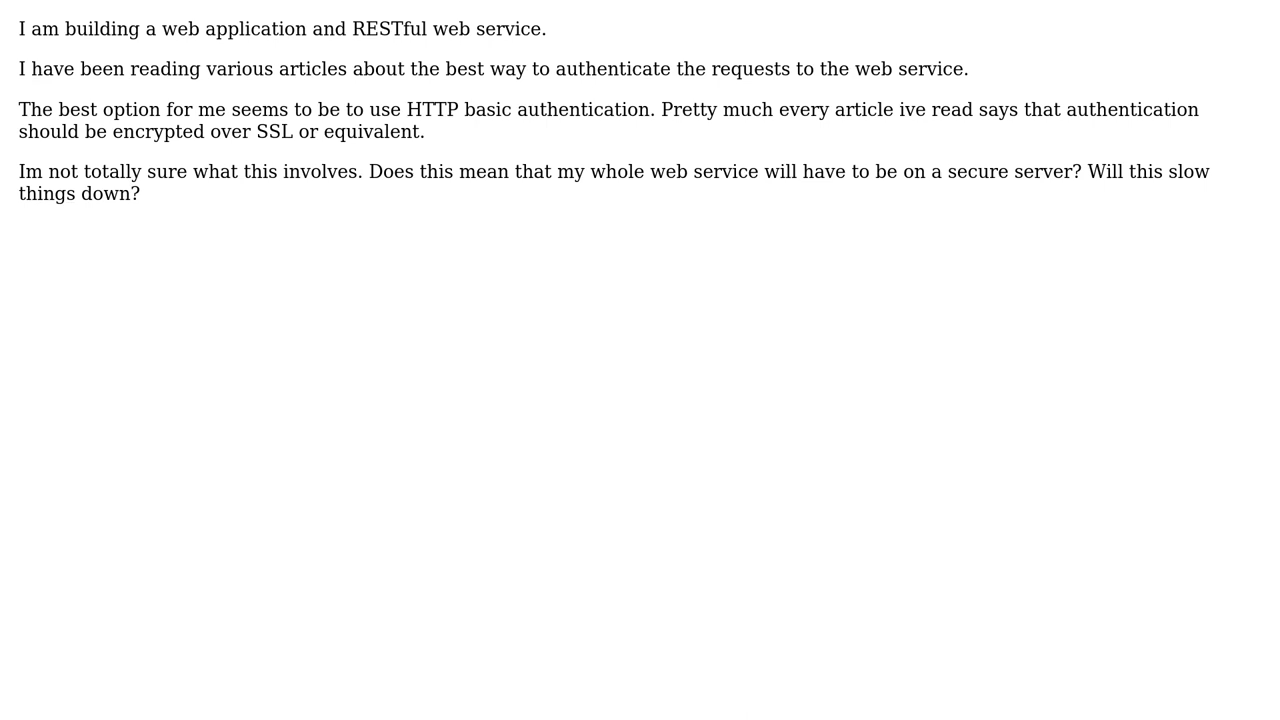 I am building a web application and RESTful web service.
I have been reading various articles about the best way to authenticate the requests to the web service.
The best option for me seems to be to use HTTP basic authentication. Pretty much every article ive read says that authentication
should be encrypted over SSL or equivalent.
Im not totally sure what this involves. Does this mean that my whole web service will have to be on a secure server? Will this slow
things down?